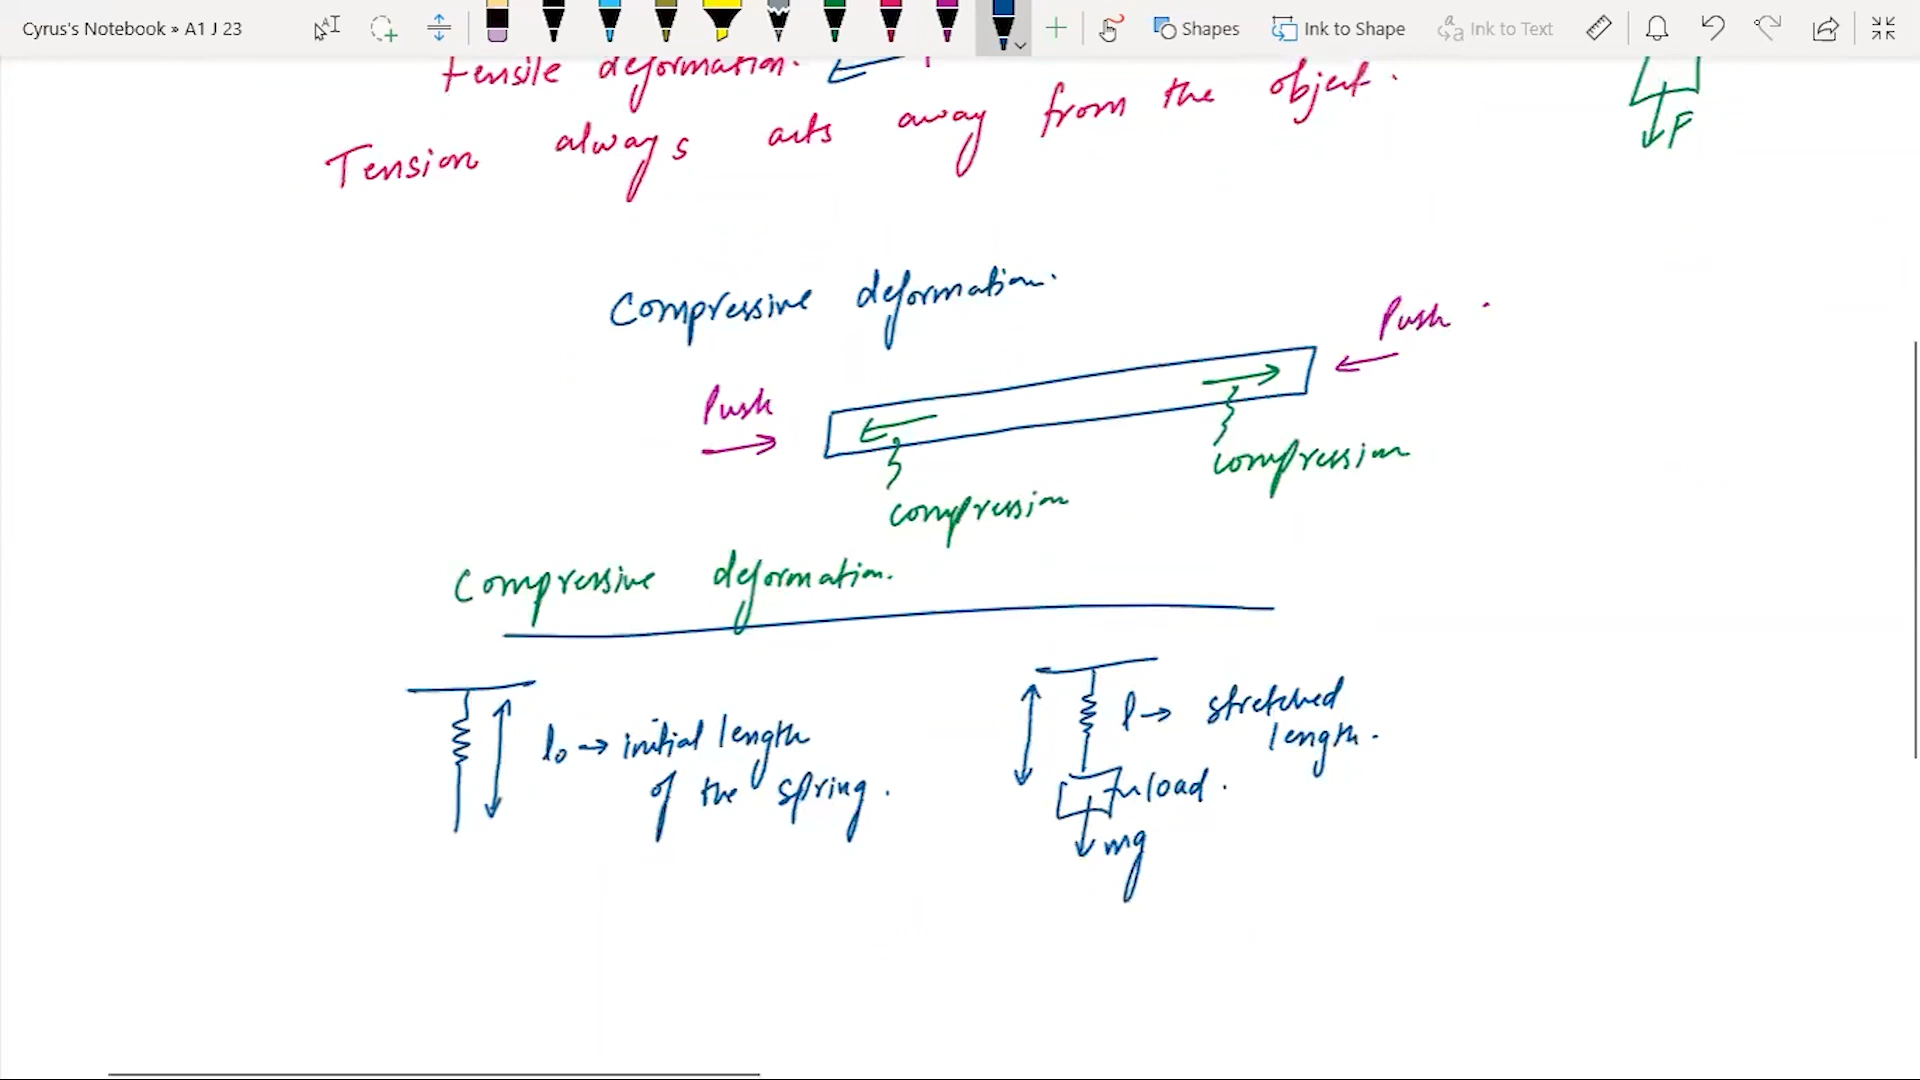 Cyrus's Notebook » A1 J 23
Shapes
Ink to Shape
Ink to Text
tensile deformation.
Tension always acts away from the object.
F
Compressive deformation.
Push
Push
compression
compression
Compressive deformation.
l₀ → initial length
of the spring.
l → stretched
length.
load.
mg